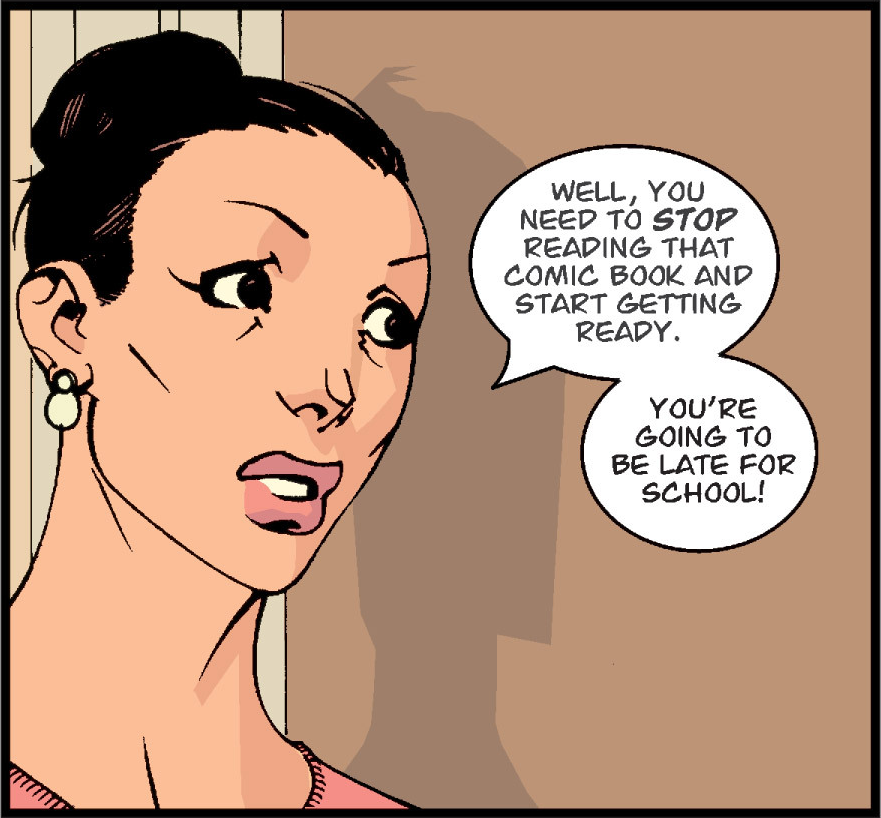 WELL, YOU
NEED TO STOP
READING THAT
COMIC BOOK AND
START GETTING
READY.
YOU'RE
GOING TO
BE LATE FOR
SCHOOL!